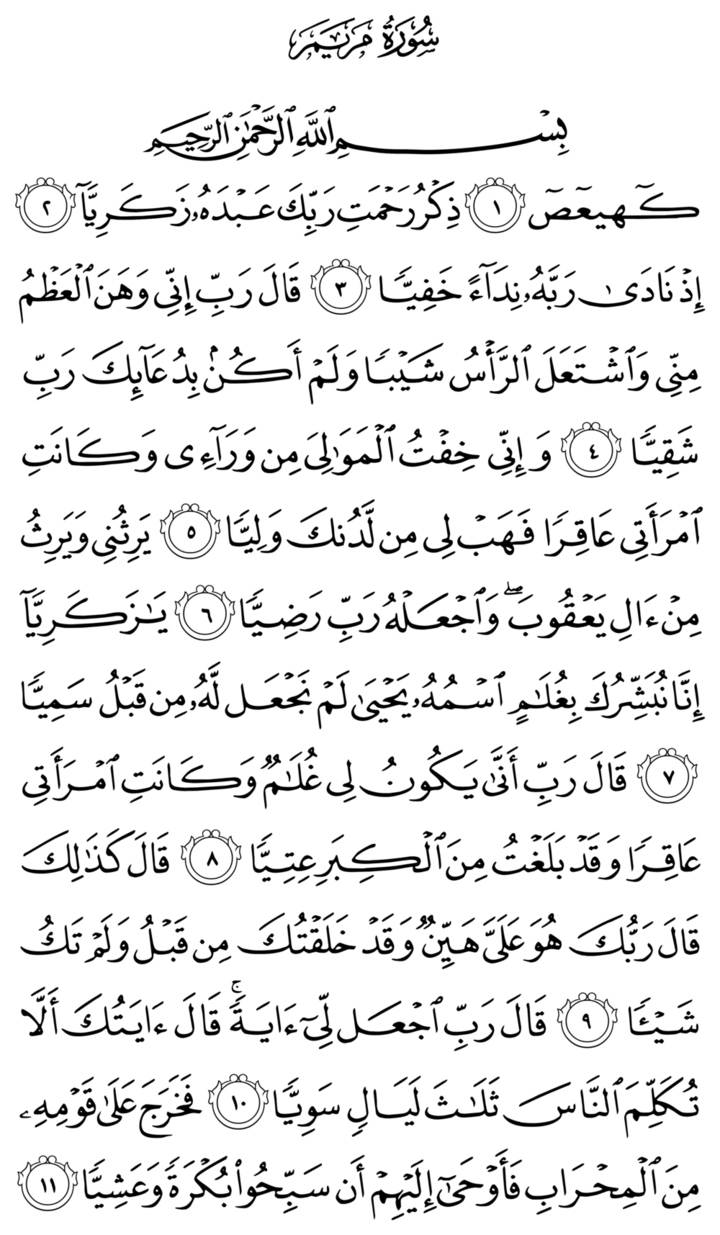 سُورَةُ مَرْيَمَ
بِسْمِ ٱللَّهِ ٱلرَّحْمَٰنِ ٱلرَّحِيمِ
كٓهيعٓصٓ ١ ذِكْرُ رَحْمَتِ رَبِّكَ عَبْدَهُۥ زَكَرِيَّآ ٢
إِذْ نَادَىٰ رَبَّهُۥ نِدَآءً خَفِيًّا ٣ قَالَ رَبِّ إِنِّى وَهَنَ ٱلْعَظْمُ
مِنِّى وَٱشْتَعَلَ ٱلرَّأْسُ شَيْبًا وَلَمْ أَكُنۢ بِدُعَآئِكَ رَبِّ
شَقِيًّا ٤ وَإِنِّى خِفْتُ ٱلْمَوَٰلِىَ مِن وَرَآءِى وَكَانَتِ
ٱمْرَأَتِى عَاقِرًا فَهَبْ لِى مِن لَّدُنكَ وَلِيًّا ٥ يَرِثُنِى وَيَرِثُ
مِنْ ءَالِ يَعْقُوبَ ۖ وَٱجْعَلْهُ رَبِّ رَضِيًّا ٦ يَٰزَكَرِيَّآ
إِنَّا نُبَشِّرُكَ بِغُلَٰمٍ ٱسْمُهُۥ يَحْيَىٰ لَمْ نَجْعَل لَّهُۥ مِن قَبْلُ سَمِيًّا
٧ قَالَ رَبِّ أَنَّىٰ يَكُونُ لِى غُلَٰمٌ وَكَانَتِ ٱمْرَأَتِى
عَاقِرًا وَقَدْ بَلَغْتُ مِنَ ٱلْكِبَرِ عِتِيًّا ٨ قَالَ كَذَٰلِكَ
قَالَ رَبُّكَ هُوَ عَلَىَّ هَيِّنٌ وَقَدْ خَلَقْتُكَ مِن قَبْلُ وَلَمْ تَكُ
شَيْـًٔا ٩ قَالَ رَبِّ ٱجْعَل لِّىٓ ءَايَةً ۚ قَالَ ءَايَتُكَ أَلَّا
تُكَلِّمَ ٱلنَّاسَ ثَلَٰثَ لَيَالٍ سَوِيًّا ١٠ فَخَرَجَ عَلَىٰ قَوْمِهِۦ
مِنَ ٱلْمِحْرَابِ فَأَوْحَىٰٓ إِلَيْهِمْ أَن سَبِّحُوا۟ بُكْرَةً وَعَشِيًّا ١١